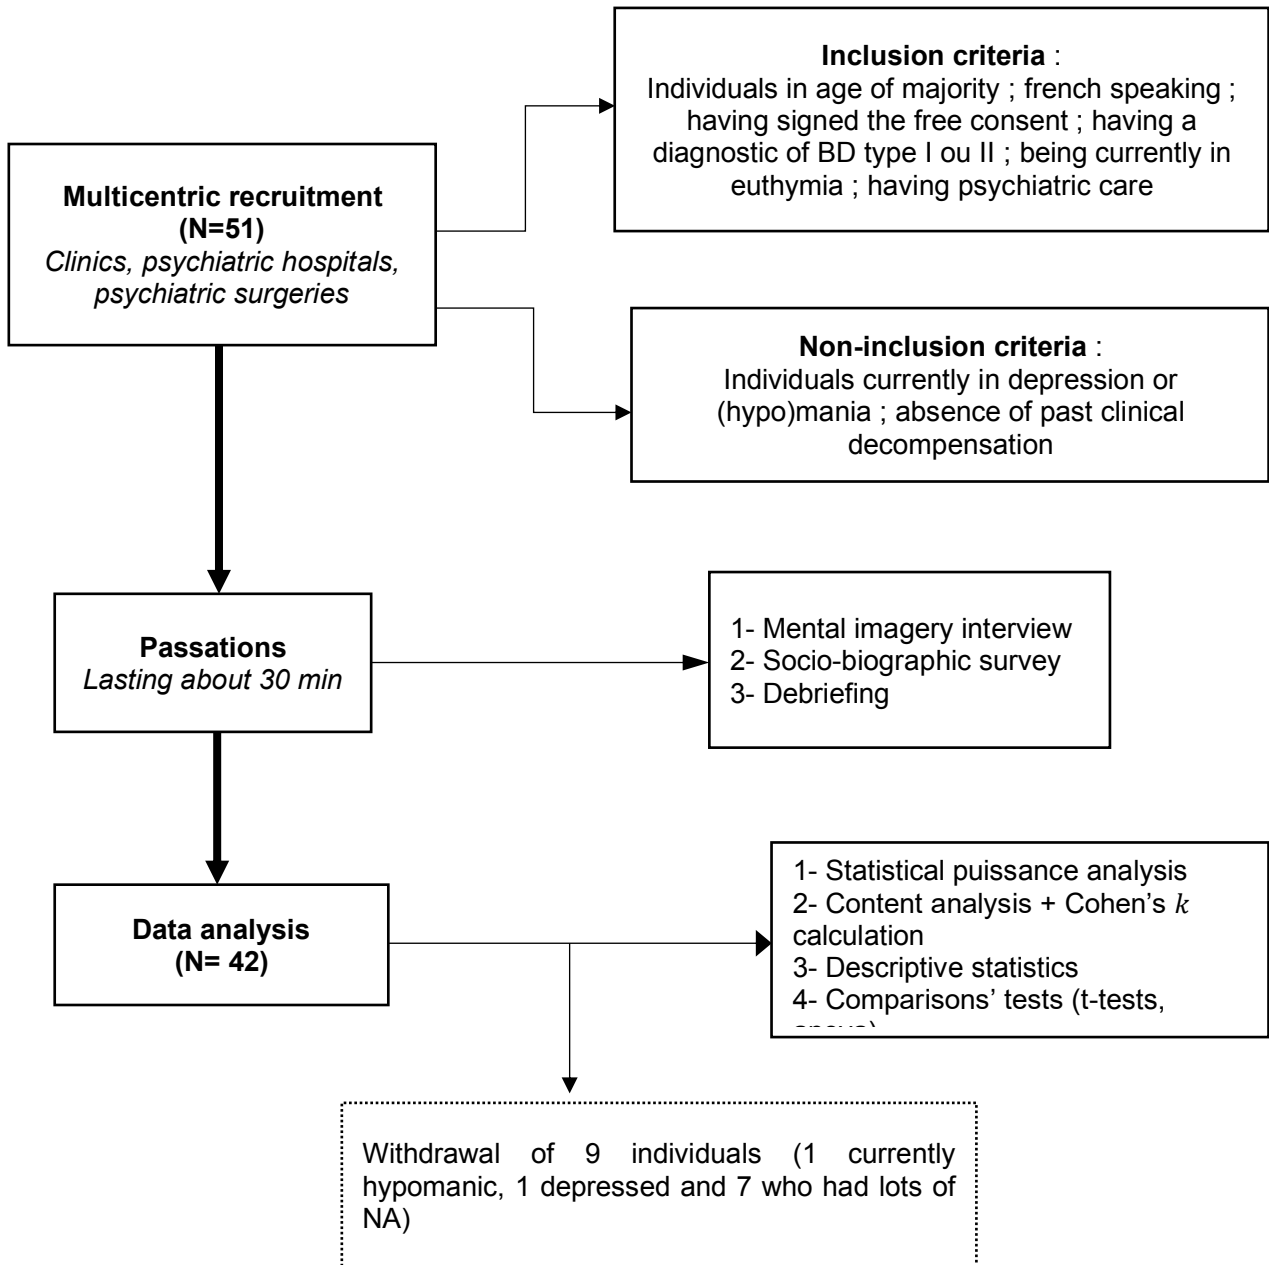 Inclusion criteria :
Individuals in age of majority ; french speaking ;
having signed the free consent ; having a
diagnostic of BD type I ou II ; being currently in
euthymia ; having psychiatric care
Multicentric recruitment
(N=51)
Clinics, psychiatric hospitals,
psychiatric surgeries
Non-inclusion criteria :
Individuals currently in depression or
(hypo)mania ; absence of past clinical
decompensation
Passations
Lasting about 30 min
1- Mental imagery interview
2- Socio-biographic survey
3- Debriefing
Data analysis
(N= 42)
1- Statistical puissance analysis
2- Content analysis + Cohen’s k
calculation
3- Descriptive statistics
4- Comparisons’ tests (t-tests,
Withdrawal of 9 individuals (1 currently
hypomanic, 1 depressed and 7 who had lots of
NA)